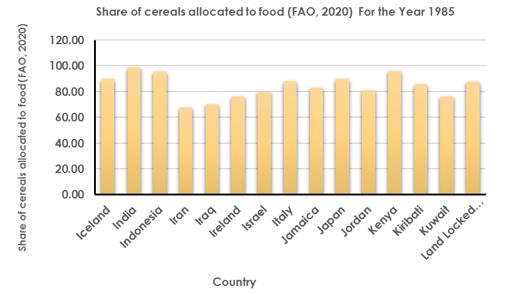 Share of cereals allocated to food (FAO, 2020) For the Year 1985
Share of cereals allocated to food (FAO, 2020)
120.00
100.00
80.00
60.00
40.00
20.00
0.00
Iceland
India
Indonesia
Iran
Iraq
Ireland
Israel
Italy
Jamaica
Japan
Jordan
Kenya
Kiribati
Kuwait
Land Locked...
Country